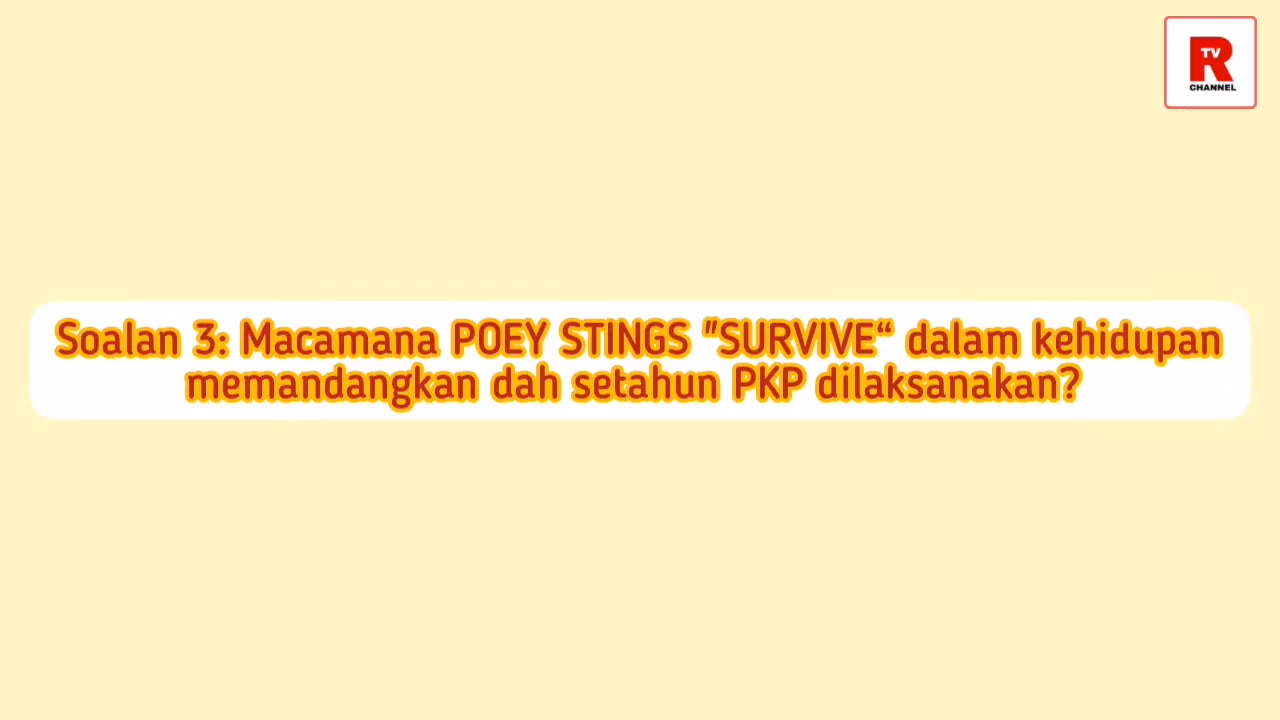 TV
R
CHANNEL
Soalan 3: Macamana POEY STINGS "SURVIVE“ dalam kehidupan
memandangkan dah setahun PKP dilaksanakan?